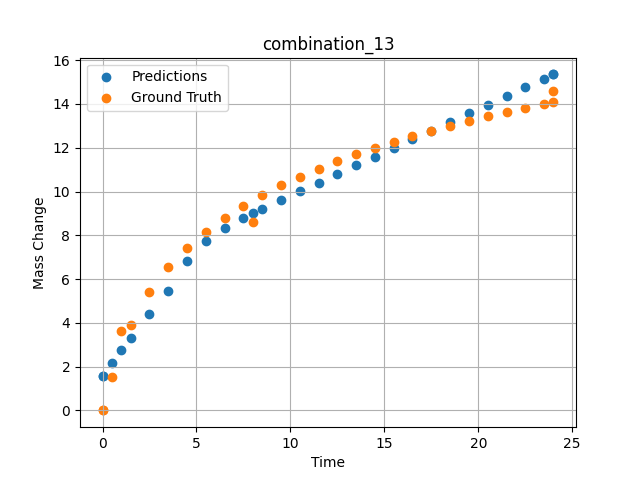 combination_13
Predictions
Ground Truth
Mass Change
16
14
12
10
8
6
4
2
0
0 5 10 15 20 25
Time